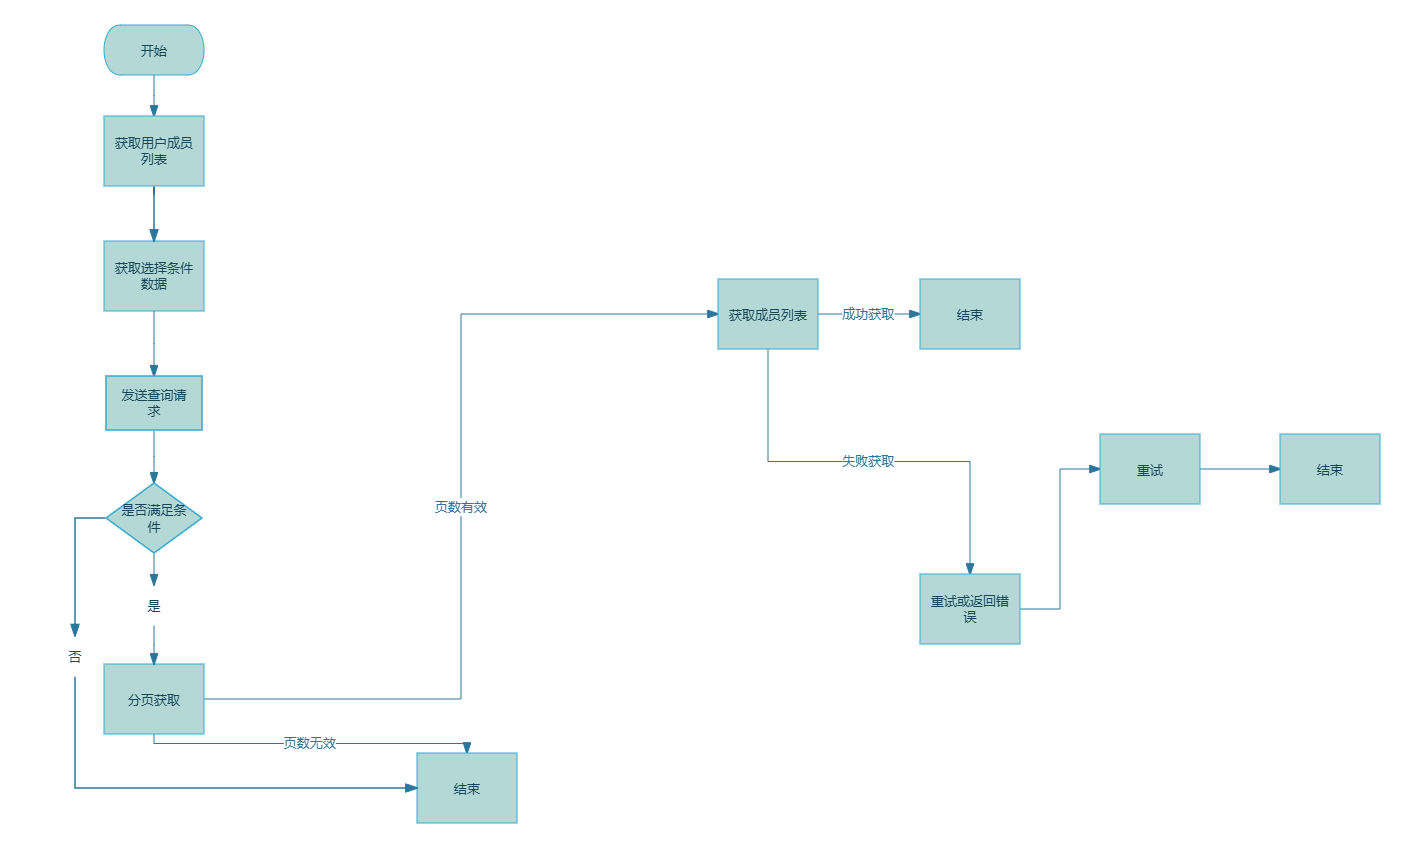 开始
获取用户成员
列表
获取选择条件
数据
发送查询请
求
是否满足条
件
是
否
分页获取
页数无效
结束
页数有效
获取成员列表
成功获取
结束
失败获取
重试或返回错
误
重试
结束